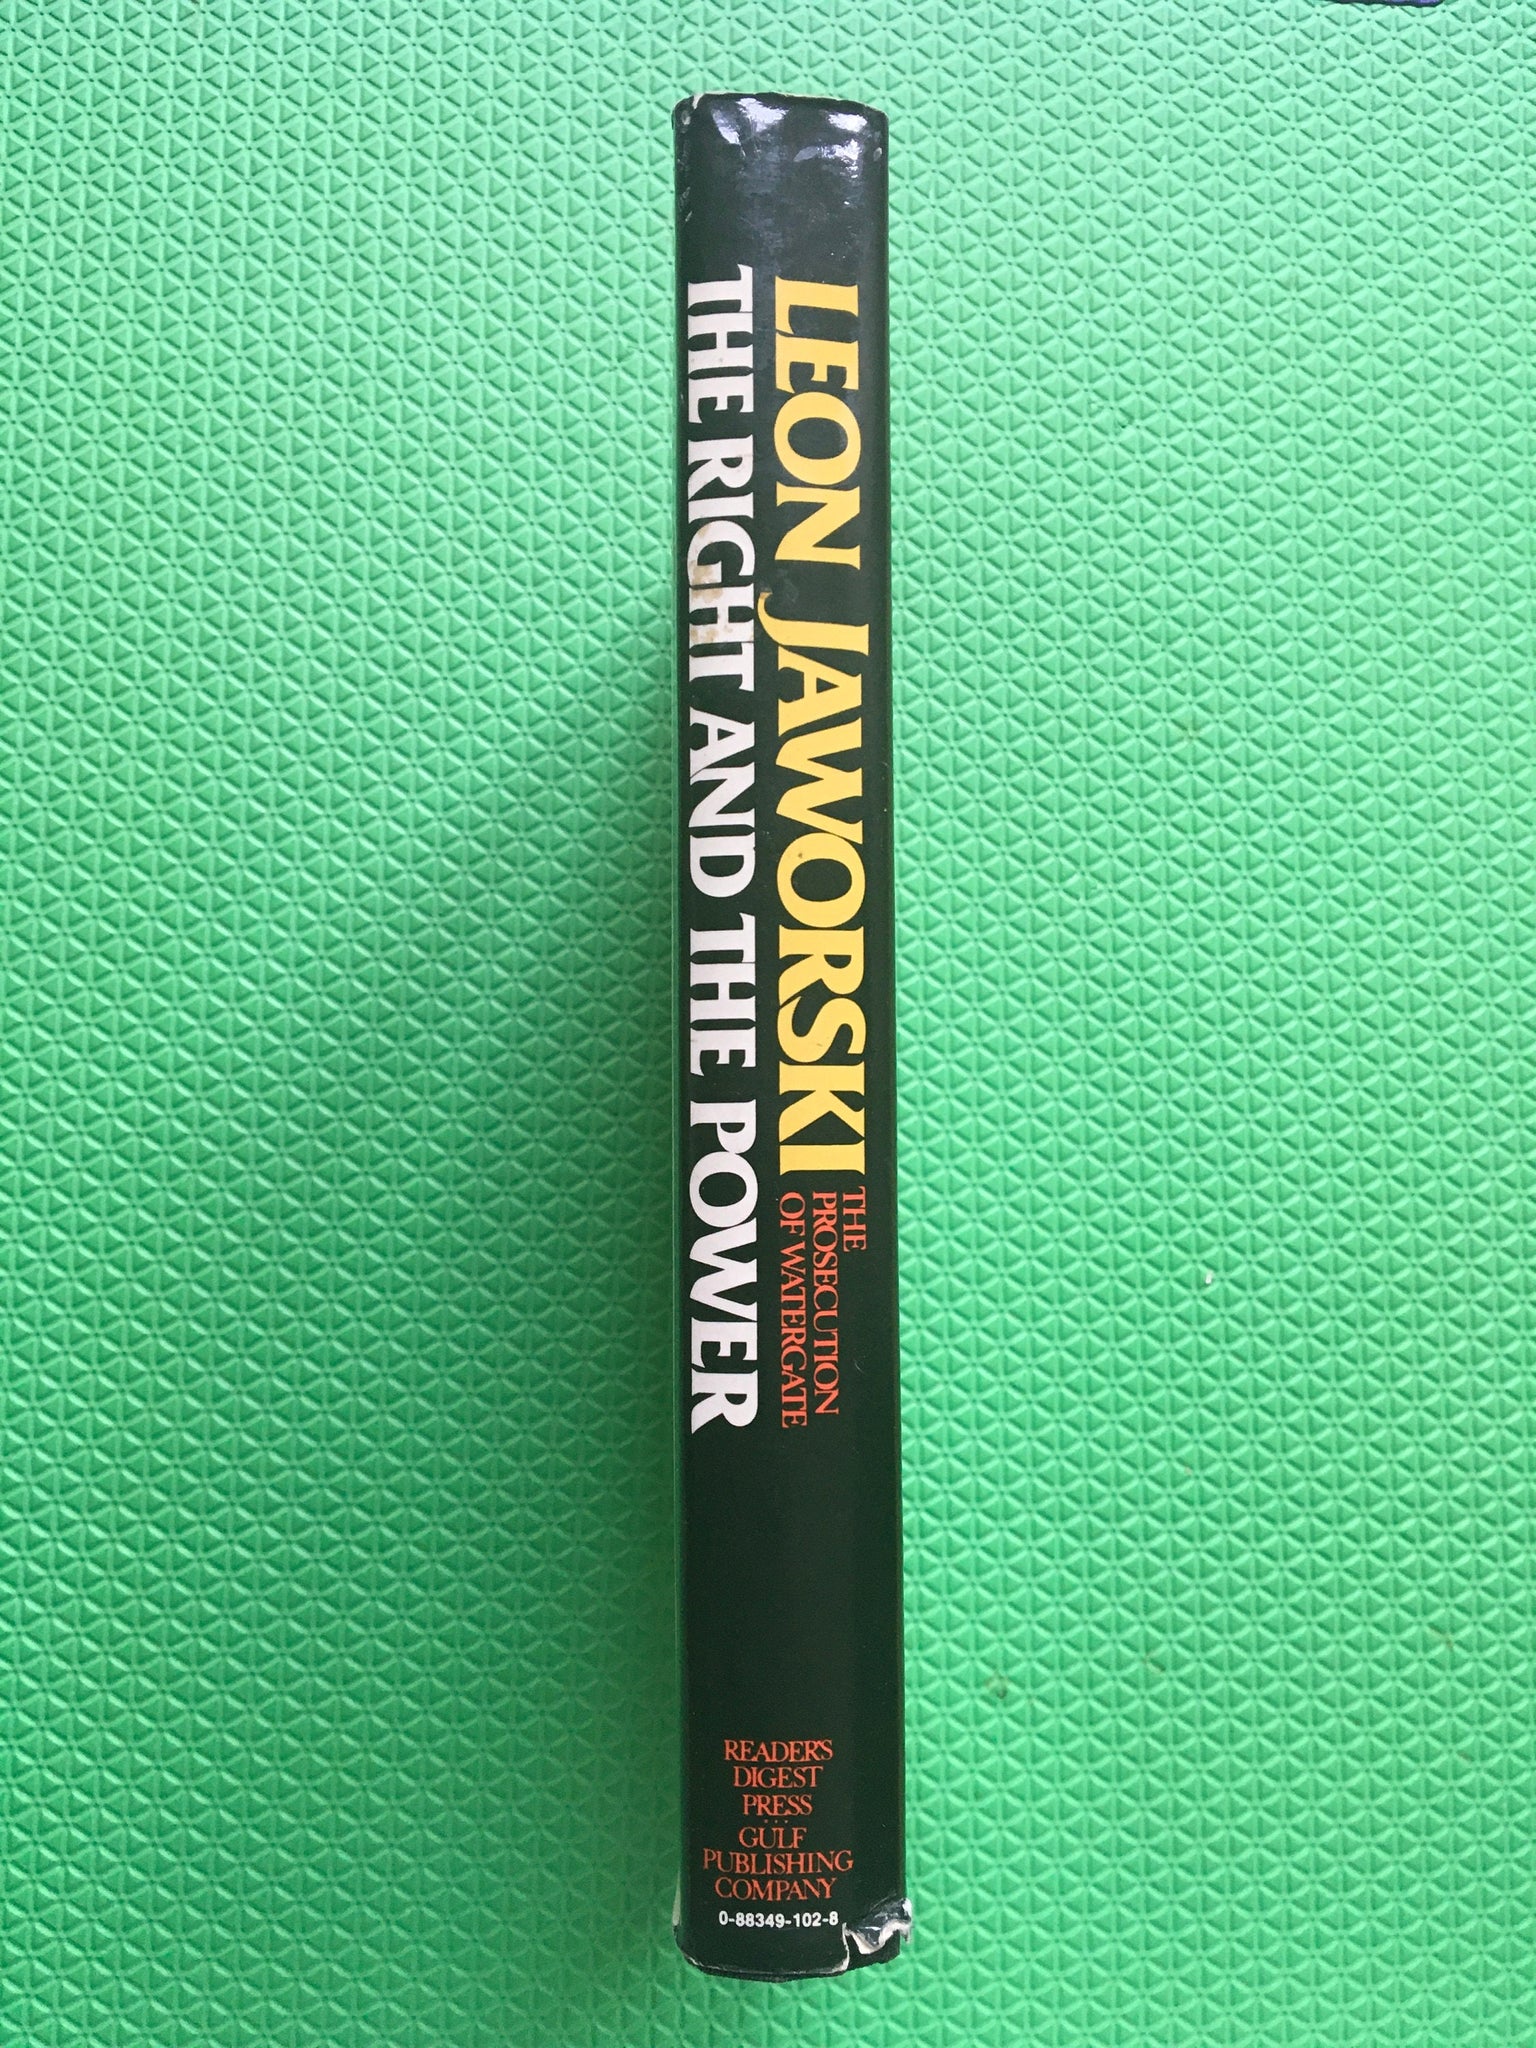 LEON JAWORSKI
THE
PROSECUTION
OF WATERGATE
THE RIGHT AND THE POWER
READER'S
DIGEST
PRESS
...
GULF
PUBLISHING
COMPANY
0-88349-102-8